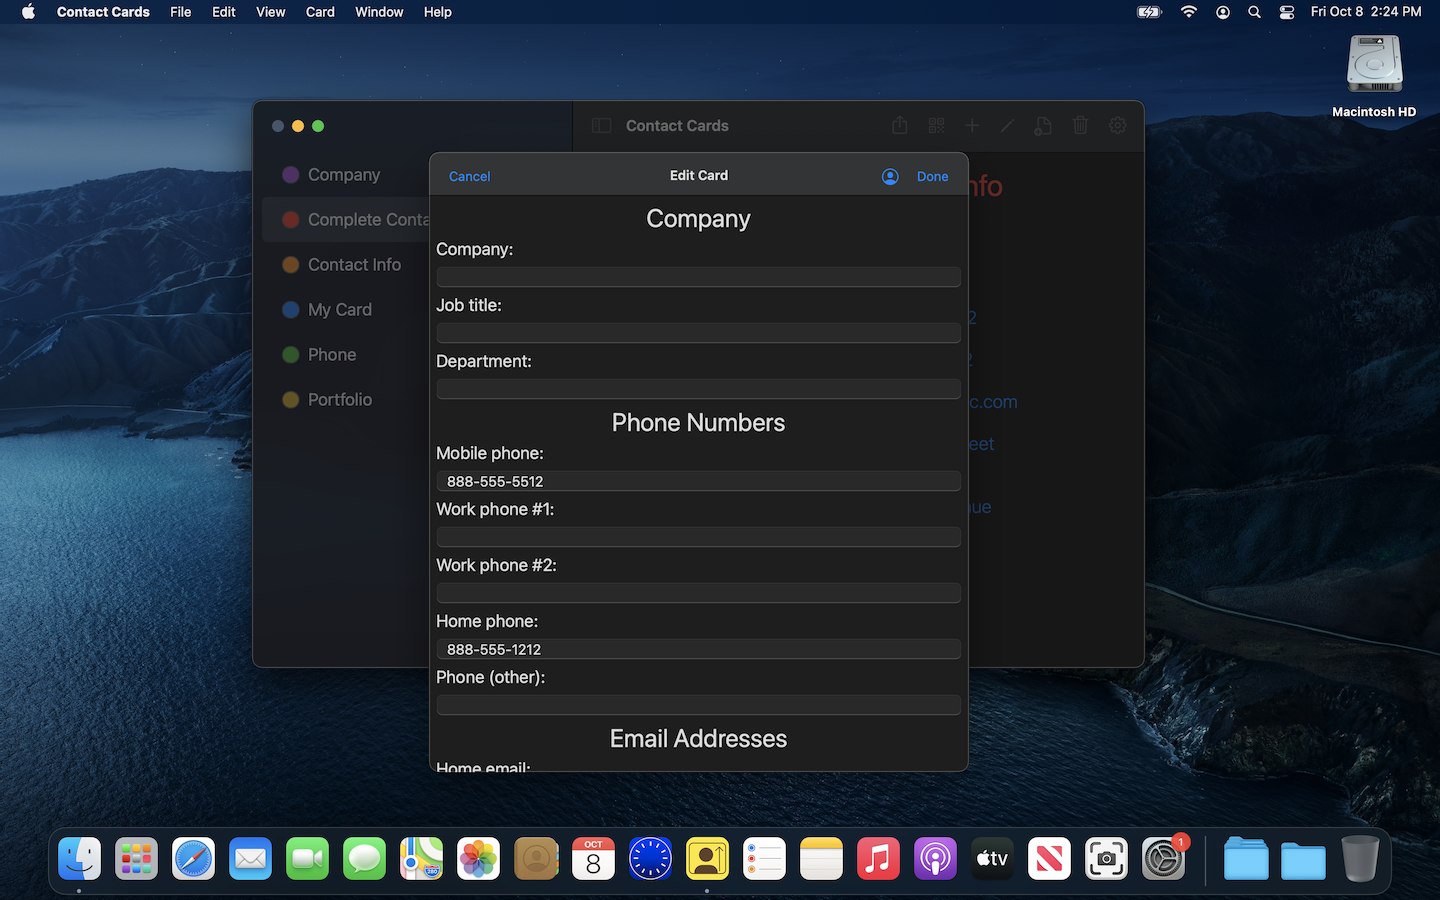 Contact Cards File Edit View Card Window Help Fri Oct 8 2:24 PM
Macintosh HD
Contact Cards
Company
Complete Conta
Contact Info
My Card
Phone
Portfolio
nfo
2
2
c.com
eet
nue
Cancel Edit Card Done
Company
Company:
Job title:
Department:
Phone Numbers
Mobile phone:
888-555-5512
Work phone #1:
Work phone #2:
Home phone:
888-555-1212
Phone (other):
Email Addresses
Home email:
OCT
8
280
tv
1